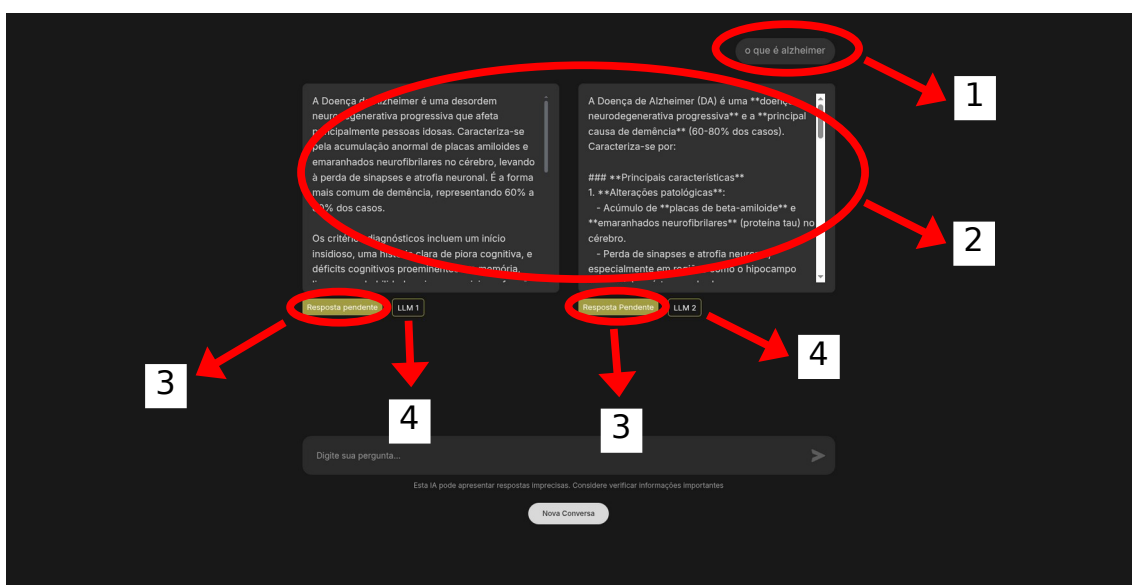 o que é alzheimer
1
A Doença de Alzheimer é uma desordem
neurodegenerativa progressiva que afeta
principalmente pessoas idosas. Caracteriza-se
pela acumulação anormal de placas amiloides e
emaranhados neurofibrilares no cérebro, levando
à perda de sinapses e atrofia neuronal. É a forma
mais comum de demência, representando 60% a
80% dos casos.
Os critérios diagnósticos incluem um início
insidioso, uma história clara de piora cognitiva, e
déficits cognitivos proeminentes em memória,
A Doença de Alzheimer (DA) é uma **doença
neurodegenerativa progressiva** e a **principal
causa de demência** (60-80% dos casos).
Caracteriza-se por:
### **Principais características**
1. **Alterações patológicas**:
- Acúmulo de **placas de beta-amiloide** e
**emaranhados neurofibrilares** (proteína tau) no
cérebro.
- Perda de sinapses e atrofia neuronal,
especialmente em regiões como o hipocampo
2
Resposta pendente
LLM 1
Resposta Pendente
LLM 2
3
4
3
4
Digite sua pergunta...
Esta IA pode apresentar respostas imprecisas. Considere verificar informações importantes
Nova Conversa